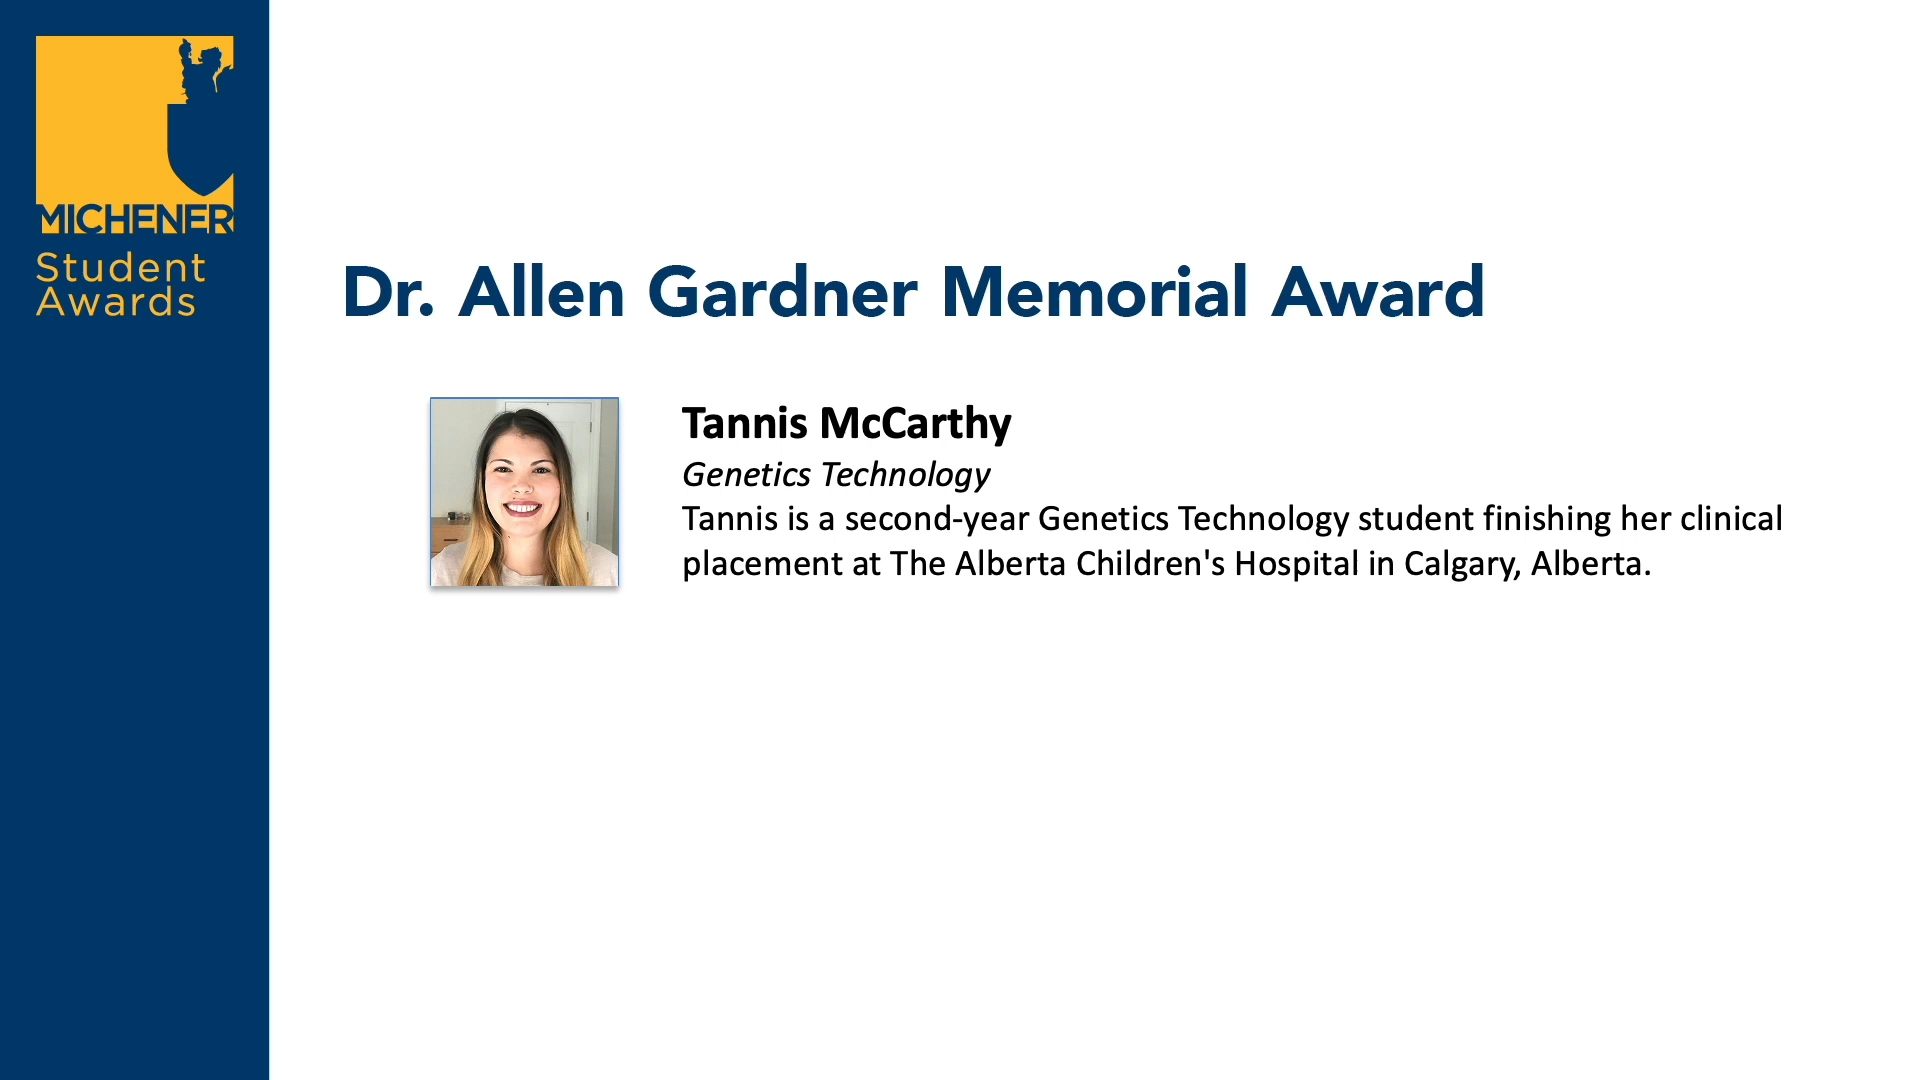 MICHENER
Student
Awards
Dr. Allen Gardner Memorial Award
Tannis McCarthy
Genetics Technology
Tannis is a second-year Genetics Technology student finishing her clinical
placement at The Alberta Children's Hospital in Calgary, Alberta.